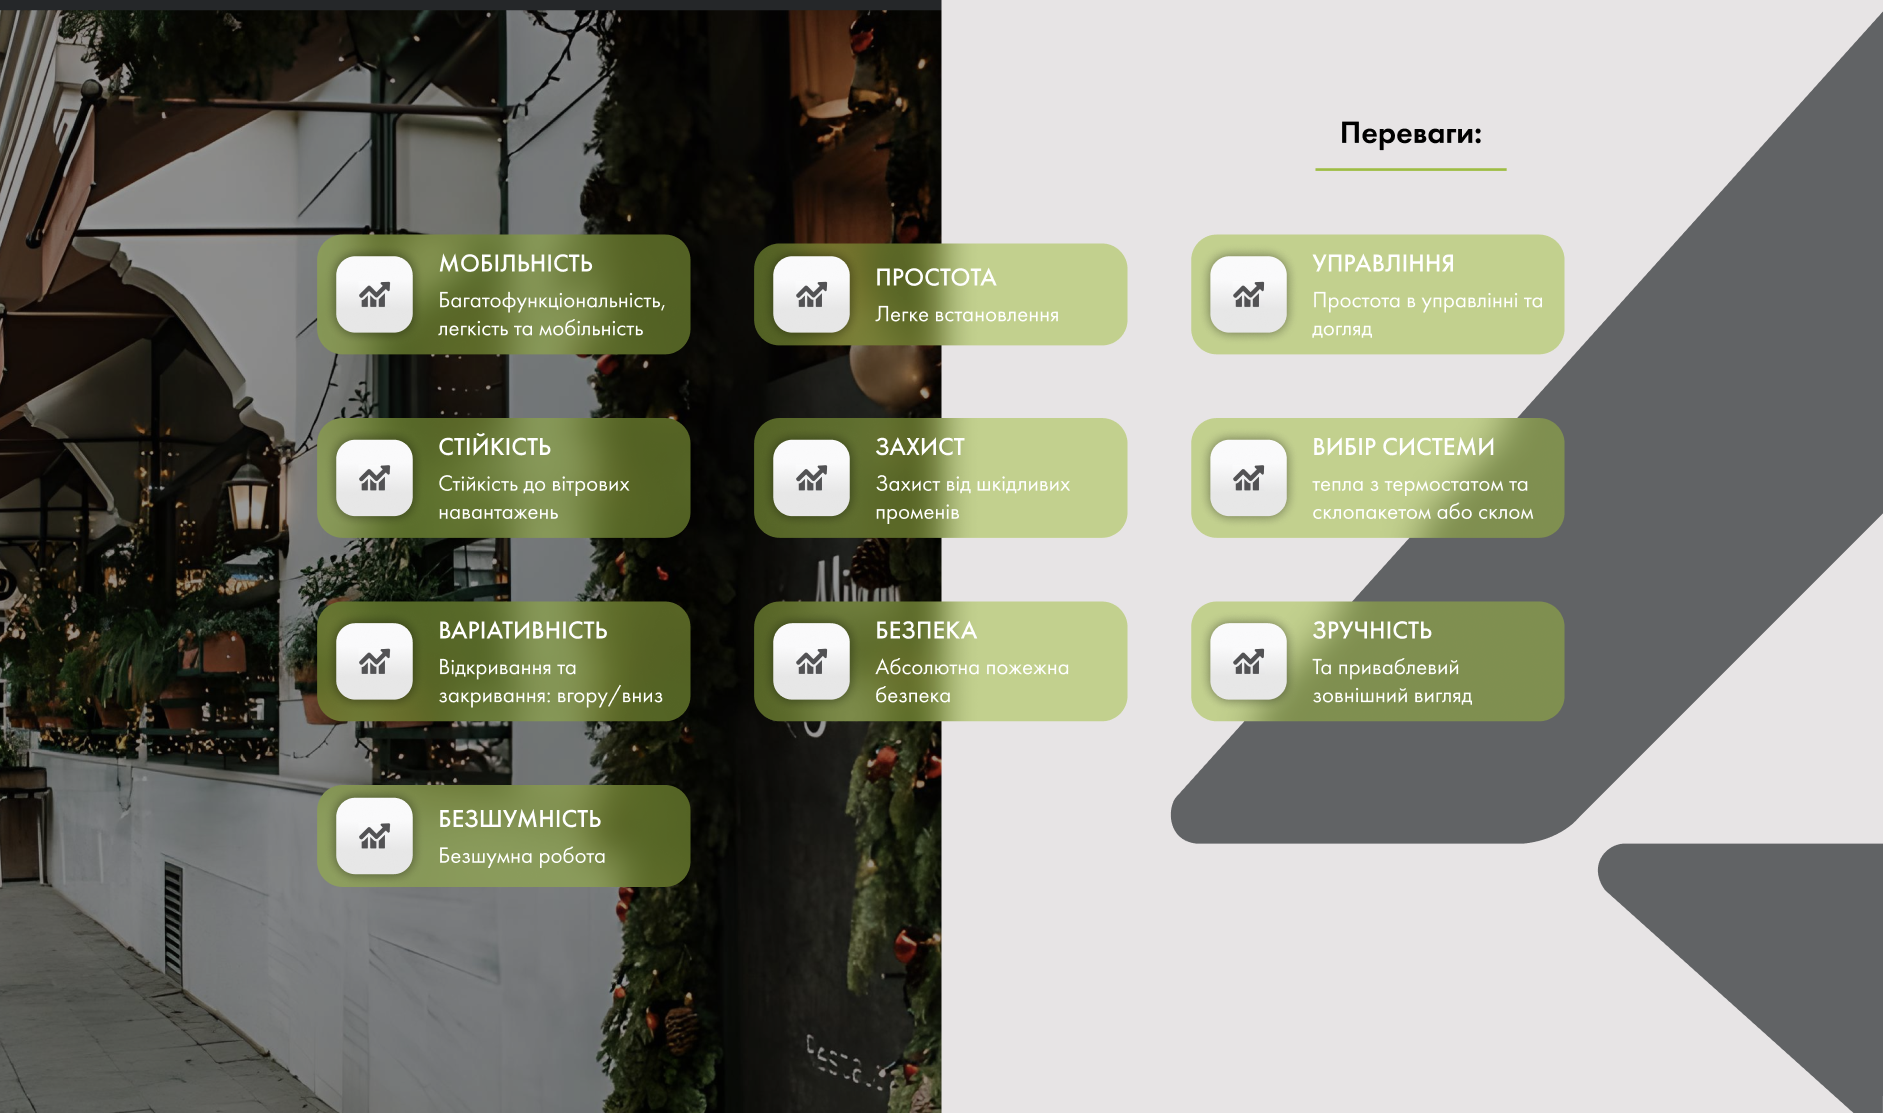 Переваги:
МОБІЛЬНІСТЬ
Багатофункціональність,
легкість та мобільність
ПРОСТОТА
Легке встановлення
УПРАВЛІННЯ
Простота в управлінні та
догляд
СТІЙКІСТЬ
Стійкість до вітрових
навантажень
ЗАХИСТ
Захист від шкідливих
променів
ВИБІР СИСТЕМИ
тепла з термостатом та
склопакетом або склом
ВАРІАТИВНІСТЬ
Відкривання та
закривання: вгору/вниз
БЕЗПЕКА
Абсолютна пожежна
безпека
ЗРУЧНІСТЬ
Та приваблевий
зовнішний вигляд
БЕЗШУМНІСТЬ
Безшумна робота